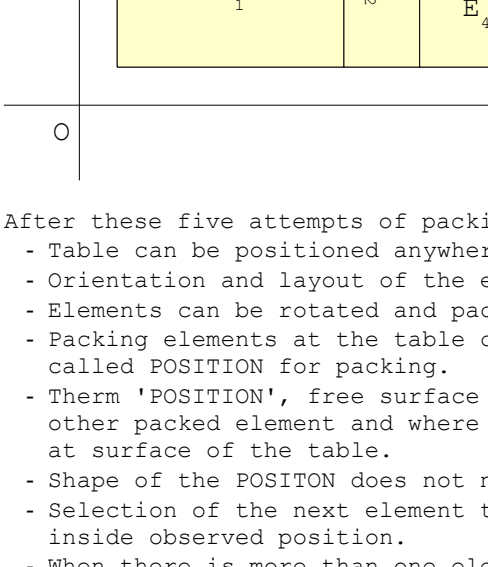 1
2
E
4
O
After these five attempts of packi
- Table can be positioned anywher
- Orientation and layout of the e
- Elements can be rotated and pac
- Packing elements at the table c
called POSITION for packing.
- Therm 'POSITION', free surface
other packed element and where
at surface of the table.
- Shape of the POSITON does not n
- Selection of the next element t
inside observed position.
- When there is more than one ele